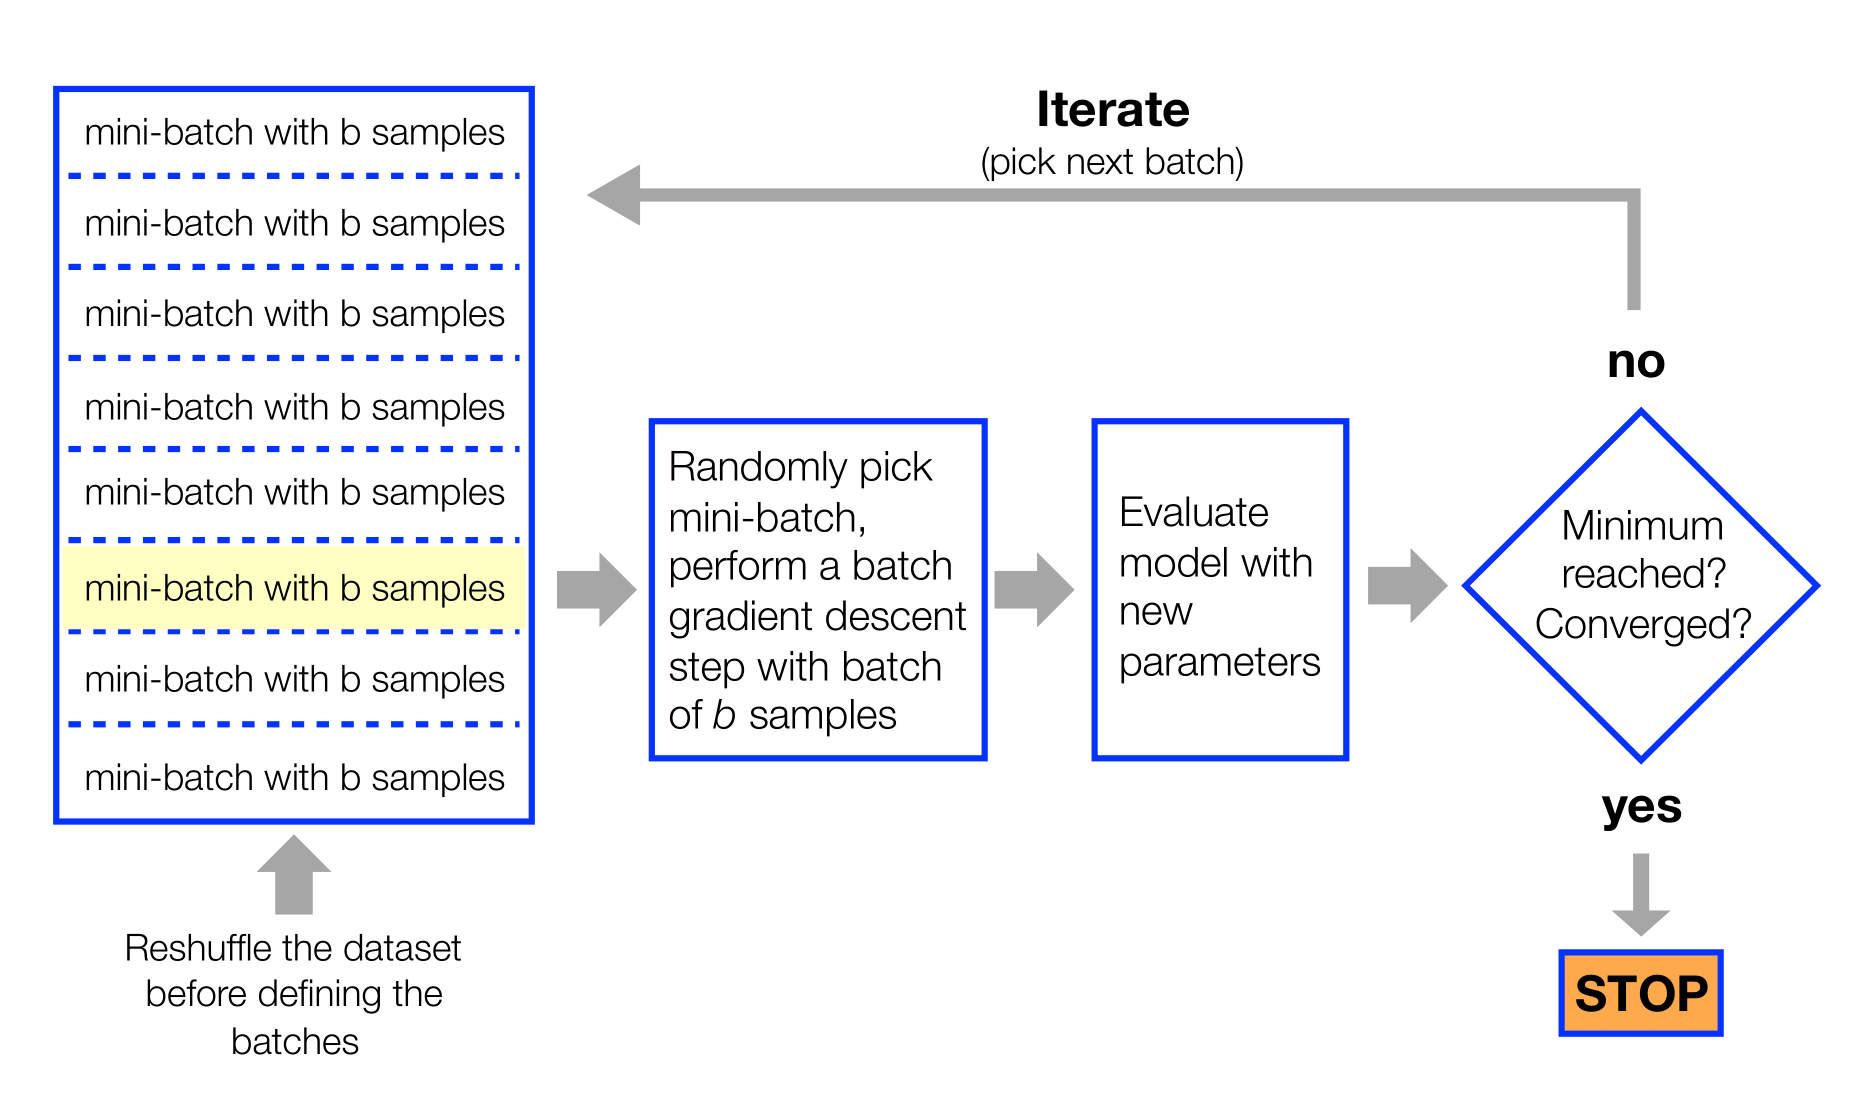 mini-batch with b samples
mini-batch with b samples
mini-batch with b samples
mini-batch with b samples
mini-batch with b samples
mini-batch with b samples
mini-batch with b samples
mini-batch with b samples
Reshuffle the dataset
before defining the
batches
Randomly pick
mini-batch,
perform a batch
gradient descent
step with batch
of b samples
Evaluate
model with
new
parameters
Minimum
reached?
Converged?
no
Iterate
(pick next batch)
yes
STOP